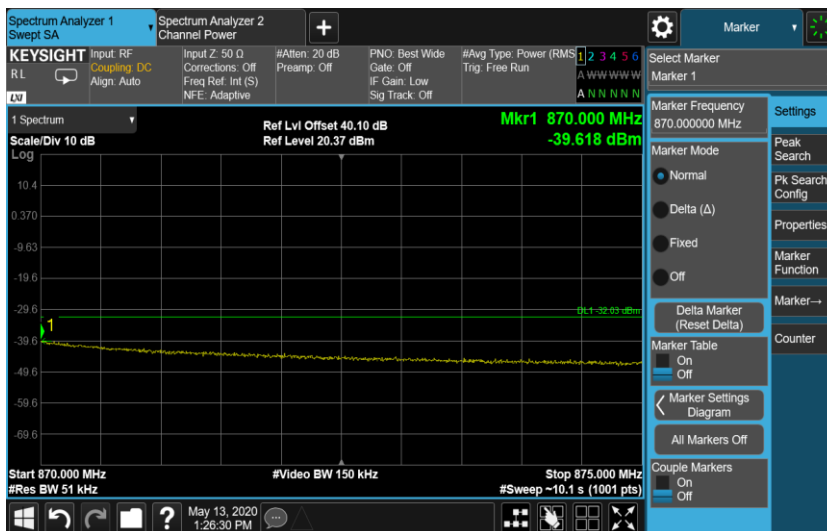 Spectrum Analyzer 1
Swept SA
Spectrum Analyzer 2
Channel Power
+
Marker
KEYSIGHT
RL
LXI
Input: RF
Coupling: DC
Align: Auto
Input Z: 50 Ω
Corrections: Off
Freq Ref: Int (S)
NFE: Adaptive
#Atten: 20 dB
Preamp: Off
PNO: Best Wide
Gate: Off
IF Gain: Low
Sig Track: Off
#Avg Type: Power (RMS
Trig: Free Run
1 2 3 4 5 6
A W W W W W
A N N N N N
Select Marker
Marker 1
1 Spectrum
Scale/Div 10 dB
Log
Ref Lvl Offset 40.10 dB
Ref Level 20.37 dBm
Mkr1 870.000 MHz
-39.618 dBm
10.4
0.370
-9.63
-19.6
-29.6
-39.6
-49.6
-59.6
-69.6
1
DL1 -32.03 dBm
Start 870.000 MHz
#Res BW 51 kHz
#Video BW 150 kHz
Stop 875.000 MHz
#Sweep ~10.1 s (1001 pts)
Marker Frequency
870.000000 MHz
Marker Mode
Normal
Delta (Δ)
Fixed
Off
Delta Marker
(Reset Delta)
Marker Table
On
Off
Marker Settings
Diagram
All Markers Off
Couple Markers
On
Off
Settings
Peak
Search
Pk Search
Config
Properties
Marker
Function
Marker→
Counter
?
May 13, 2020
1:26:30 PM